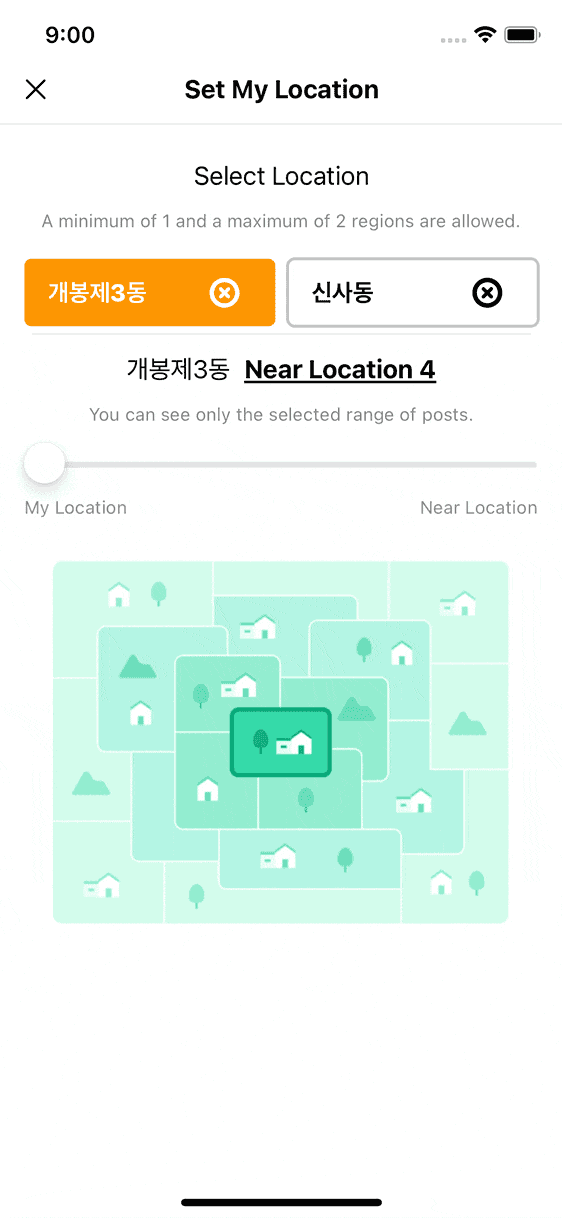 9:00
Set My Location
Select Location
A minimum of 1 and a maximum of 2 regions are allowed.
개봉제3동 신사동
개봉제3동 Near Location 4
You can see only the selected range of posts.
My Location Near Location